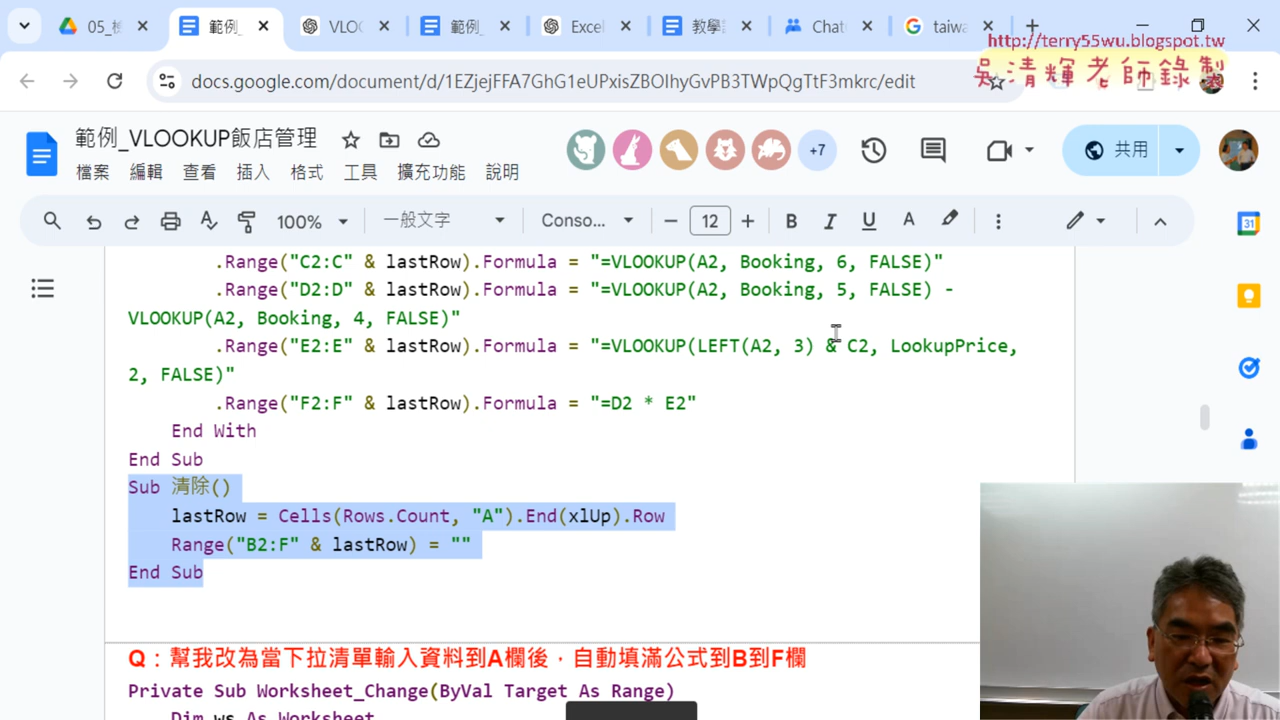 範例_
VLOO
範例_
Excel
教學
Chat
taiwa
http://terry55wu.blogspot.tw
docs.google.com/document/d/1EZjejFFA7GhG1eUPxisZBOlhyGvPB3TWpQgTtF3mkrc/edit
吳清輝老師錄製
範例_VLOOKUP飯店管理
+7
共用
檔案 編輯 查看 插入 格式 工具 擴充功能 說明
100% 一般文字 Conso... 12 B I U A
31
.Range("C2:C" & lastRow).Formula = "=VLOOKUP(A2, Booking, 6, FALSE)"
.Range("D2:D" & lastRow).Formula = "=VLOOKUP(A2, Booking, 5, FALSE) -
VLOOKUP(A2, Booking, 4, FALSE)"
.Range("E2:E" & lastRow).Formula = "=VLOOKUP(LEFT(A2, 3) & C2, LookupPrice,
2, FALSE)"
.Range("F2:F" & lastRow).Formula = "=D2 * E2"
End With
End Sub
Sub 清除()
lastRow = Cells(Rows.Count, "A").End(xlUp).Row
Range("B2:F" & lastRow) = ""
End Sub
Q：幫我改為當下拉清單輸入資料到A欄後，自動填滿公式到B到F欄
Private Sub Worksheet_Change(ByVal Target As Range)
Dim ws As Worksheet